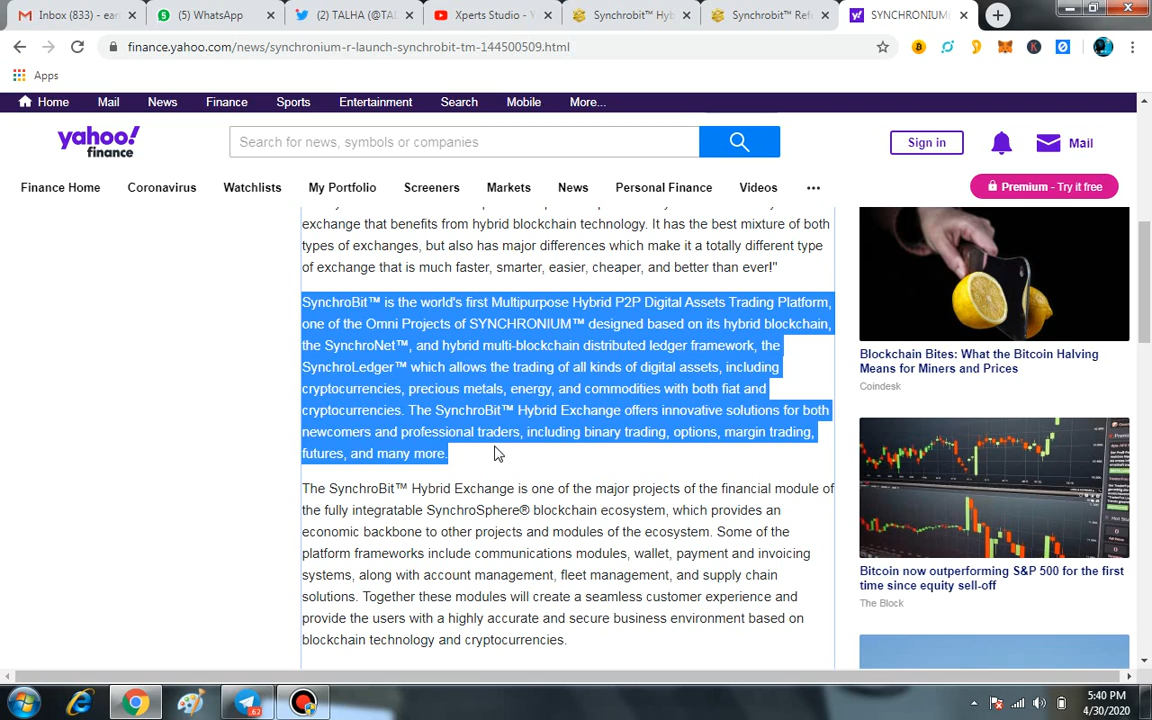 Inbox (833) - ear
(5) WhatsApp
(2) TALHA (@TAL
Xperts Studio - 
Synchrobit™ Hyb
Synchrobit™ Refe
SYNCHRONIUM
finance.yahoo.com/news/synchronium-r-launch-synchrobit-tm-144500509.html
Apps
Home Mail News Finance Sports Entertainment Search Mobile More...
yahoo!
finance
Search for news, symbols or companies
Sign in
Mail
Finance Home Coronavirus Watchlists My Portfolio Screeners Markets News Personal Finance Videos ...
Premium - Try it free
exchange that benefits from hybrid blockchain technology. It has the best mixture of both
types of exchanges, but also has major differences which make it a totally different type
of exchange that is much faster, smarter, easier, cheaper, and better than ever!"
SynchroBit™ is the world's first Multipurpose Hybrid P2P Digital Assets Trading Platform,
one of the Omni Projects of SYNCHRONIUM™ designed based on its hybrid blockchain,
the SynchroNet™, and hybrid multi-blockchain distributed ledger framework, the
SynchroLedger™ which allows the trading of all kinds of digital assets, including
cryptocurrencies, precious metals, energy, and commodities with both fiat and
cryptocurrencies. The SynchroBit™ Hybrid Exchange offers innovative solutions for both
newcomers and professional traders, including binary trading, options, margin trading,
futures, and many more.
The SynchroBit™ Hybrid Exchange is one of the major projects of the financial module of
the fully integratable SynchroSphere® blockchain ecosystem, which provides an
economic backbone to other projects and modules of the ecosystem. Some of the
platform frameworks include communications modules, wallet, payment and invoicing
systems, along with account management, fleet management, and supply chain
solutions. Together these modules will create a seamless customer experience and
provide the users with a highly accurate and secure business environment based on
blockchain technology and cryptocurrencies.
Blockchain Bites: What the Bitcoin Halving
Means for Miners and Prices
Coindesk
Bitcoin now outperforming S&P 500 for the first
time since equity sell-off
The Block
62
5:40 PM
4/30/2020